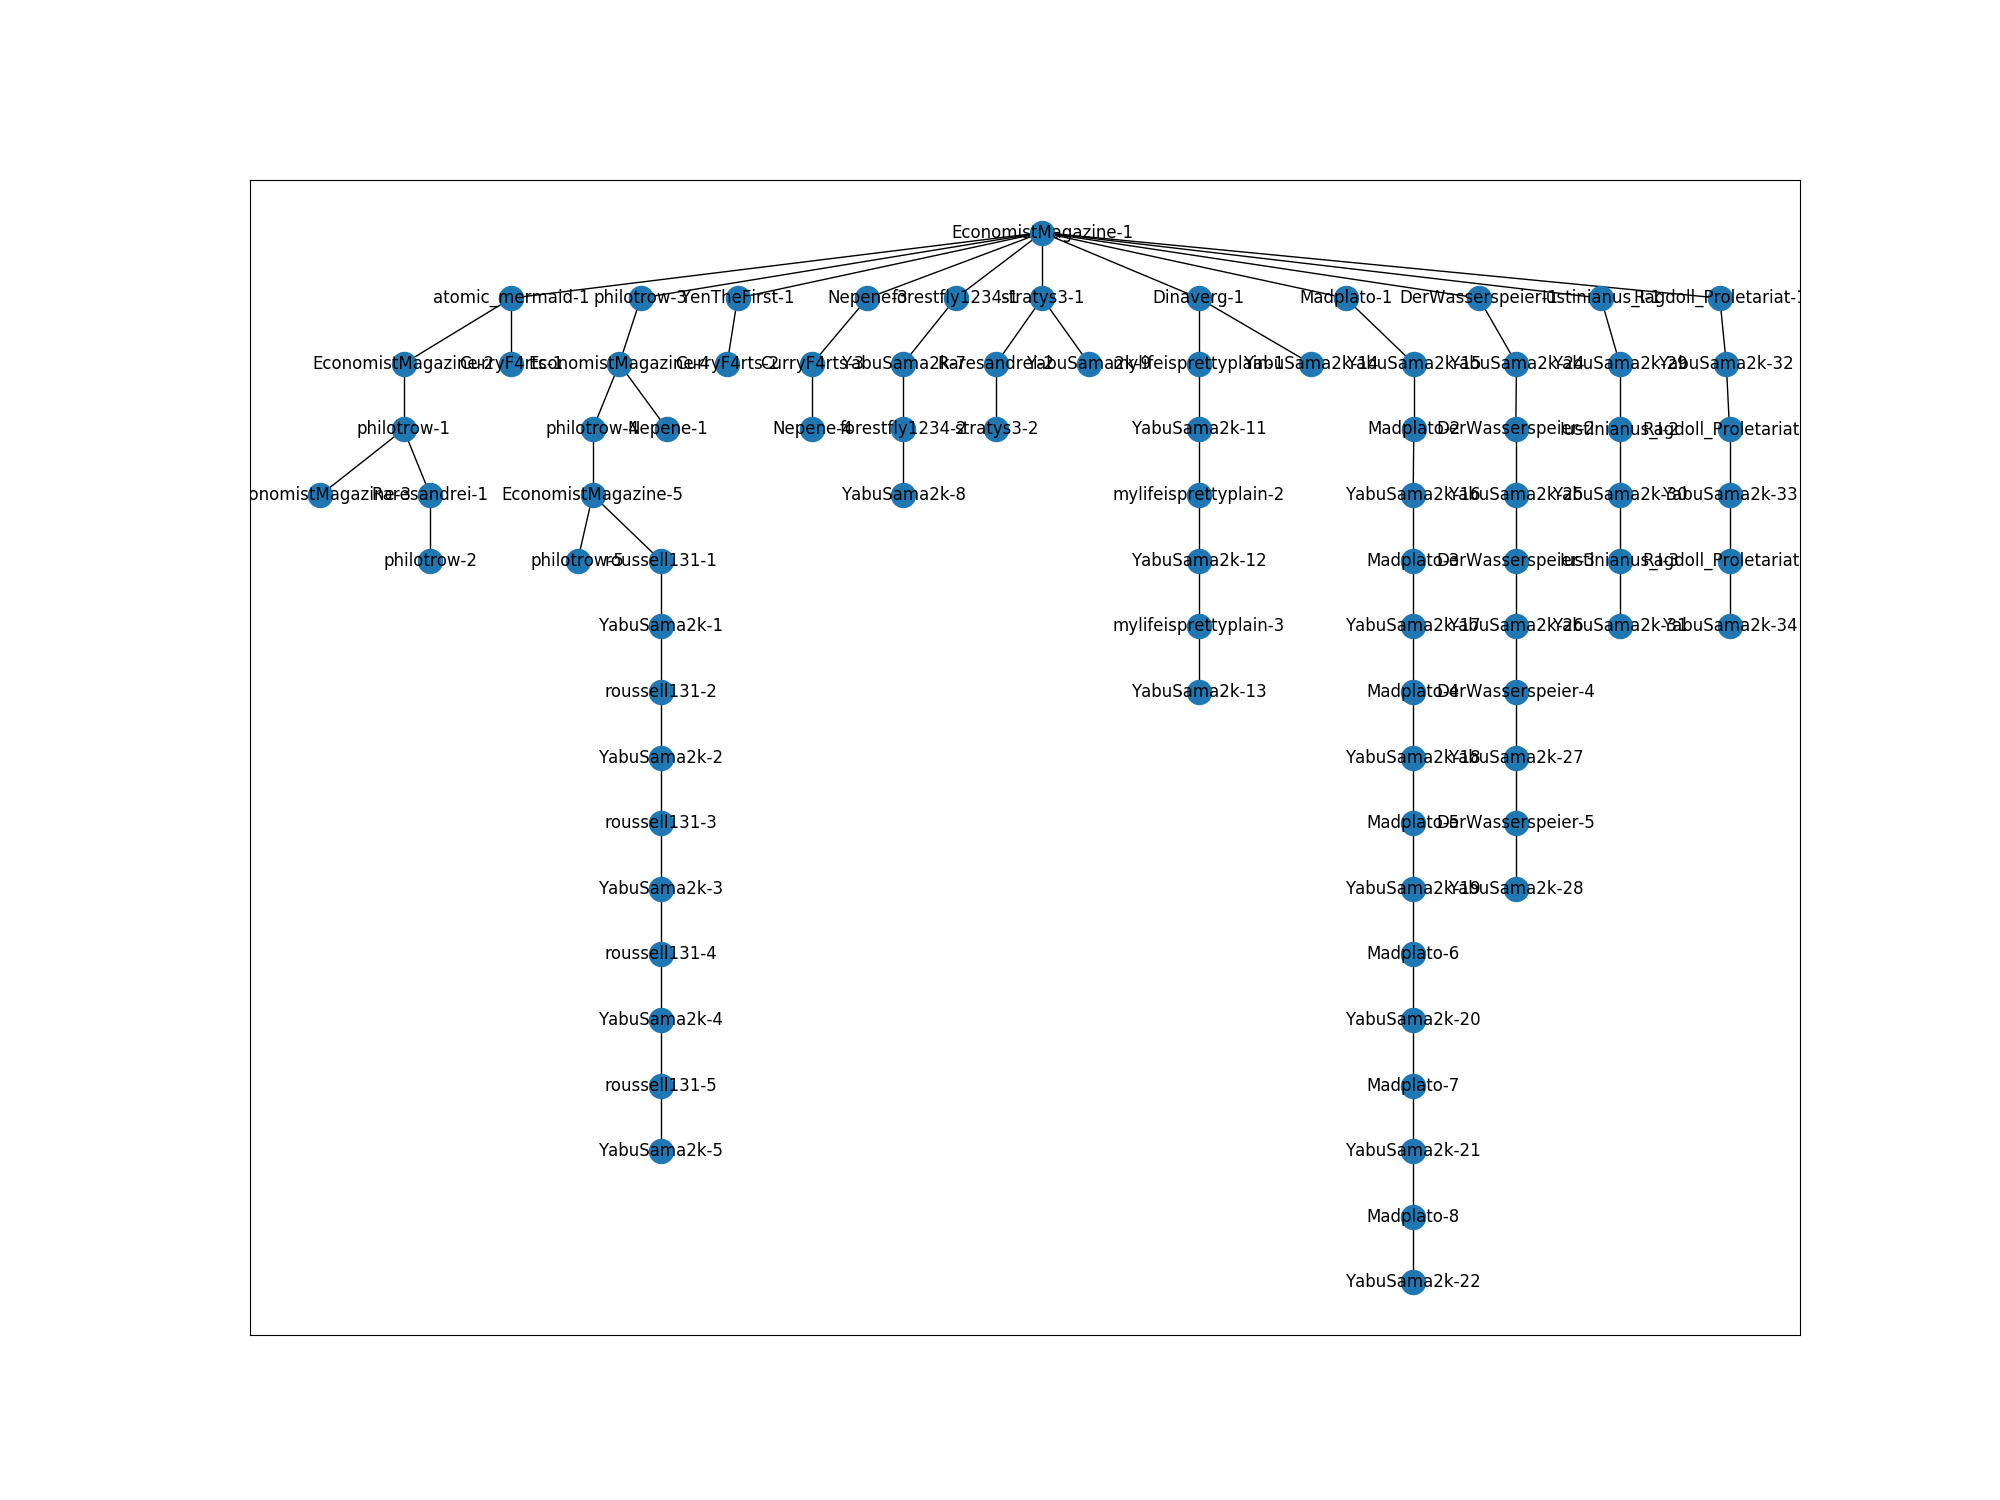 EconomistMagazine-1
atomic_mermaid-1 philotrow-3 YenTheFirst-1 Nepene-3 forestfly1234-1 stratys3-1 Dinaverg-1 Madplato-1 DerWasserspeier-1 Iustinianus_I-1 Ragdoll_Proletariat-1
EconomistMagazine-2 CurryF4rts-1 EconomistMagazine-4 CurryF4rts-2 CurryF4rts-3 YabuSama2k-7 Raresandrei-2 YabuSama2k-9 mylifeisprettyplain-1 YabuSama2k-14 YabuSama2k-15 YabuSama2k-24 YabuSama2k-29 YabuSama2k-32
philotrow-1 philotrow-4 Nepene-1 Nepene-4 forestfly1234-2 stratys3-2 YabuSama2k-11 Madplato-2 DerWasserspeier-2 Iustinianus_I-2 Ragdoll_Proletariat
onomistMagazine-3 Raresandrei-1 EconomistMagazine-5 YabuSama2k-8 mylifeisprettyplain-2 YabuSama2k-16 YabuSama2k-25 YabuSama2k-30 YabuSama2k-33
philotrow-2 philotrow-5 roussell131-1 YabuSama2k-12 Madplato-3 DerWasserspeier-3 Iustinianus_I-3 Ragdoll_Proletariat
YabuSama2k-1 mylifeisprettyplain-3 YabuSama2k-17 YabuSama2k-26 YabuSama2k-31 YabuSama2k-34
roussell131-2 YabuSama2k-13 Madplato-4 DerWasserspeier-4
YabuSama2k-2 YabuSama2k-18 YabuSama2k-27
roussell131-3 Madplato-5 DerWasserspeier-5
YabuSama2k-3 YabuSama2k-19 YabuSama2k-28
roussell131-4 Madplato-6
YabuSama2k-4 YabuSama2k-20
roussell131-5 Madplato-7
YabuSama2k-5 YabuSama2k-21
Madplato-8
YabuSama2k-22